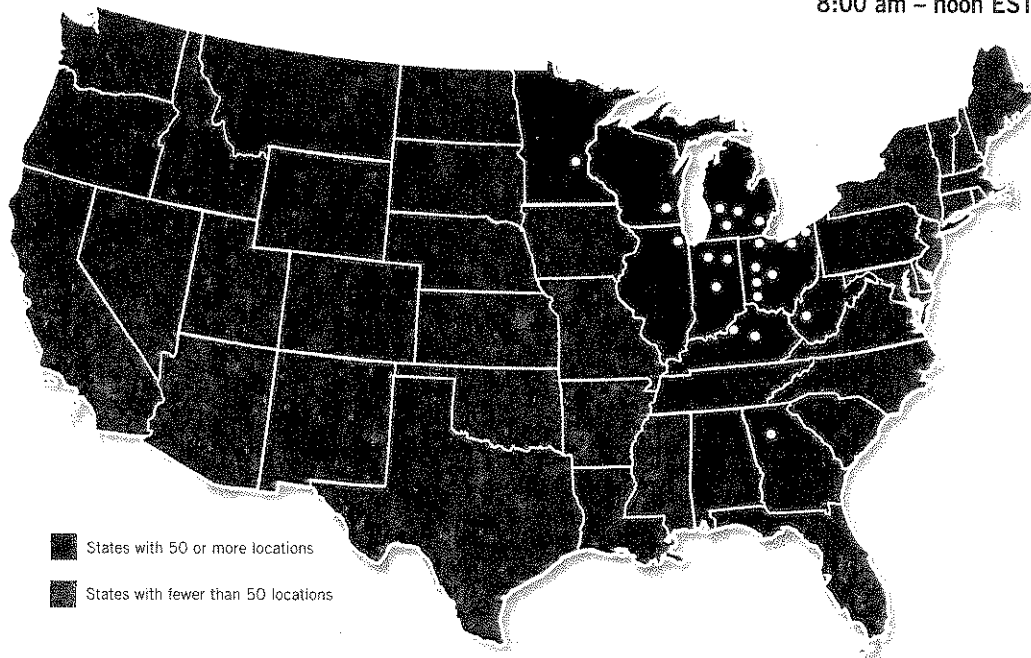 8:00 am – noon EST
States with 50 or more locations
States with fewer than 50 locations